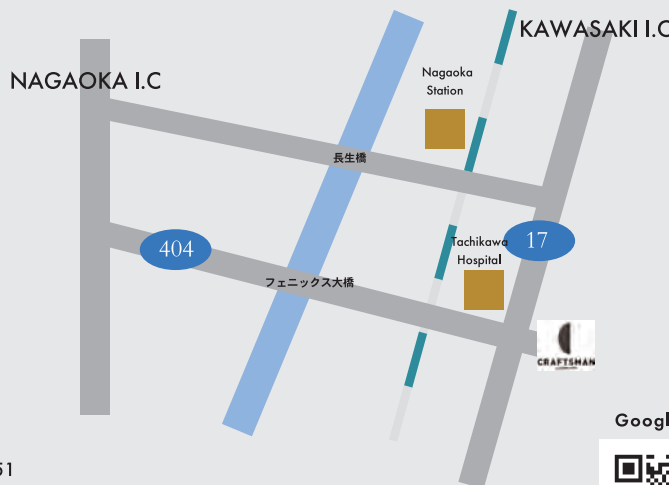 KAWASAKI I.C
NAGAOKA I.C
Nagaoka
Station
長生橋
404
17
Tachikawa
Hospital
フェニックス大橋
CRAFTSMAN
Googl
51